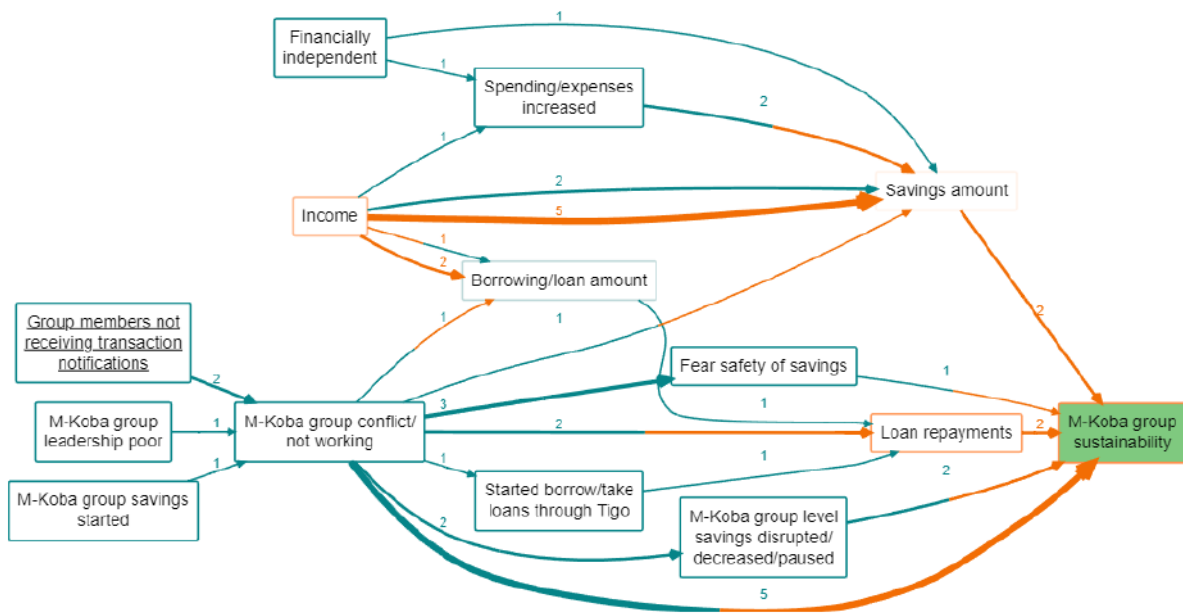 1
Financially
independent
1
Spending/expenses
increased
2
1
2
Savings amount
Income
5
1
2
Borrowing/loan amount
1
1
Group members not
receiving transaction
notifications
2
Fear safety of savings
1
3
1
M-Koba group
leadership poor
1
M-Koba group conflict/
not working
2
Loan repayments
2
2
M-Koba group
sustainability
1
1
1
M-Koba group savings
started
Started borrow/take
loans through Tigo
2
M-Koba group level
savings disrupted/
decreased/paused
2
5